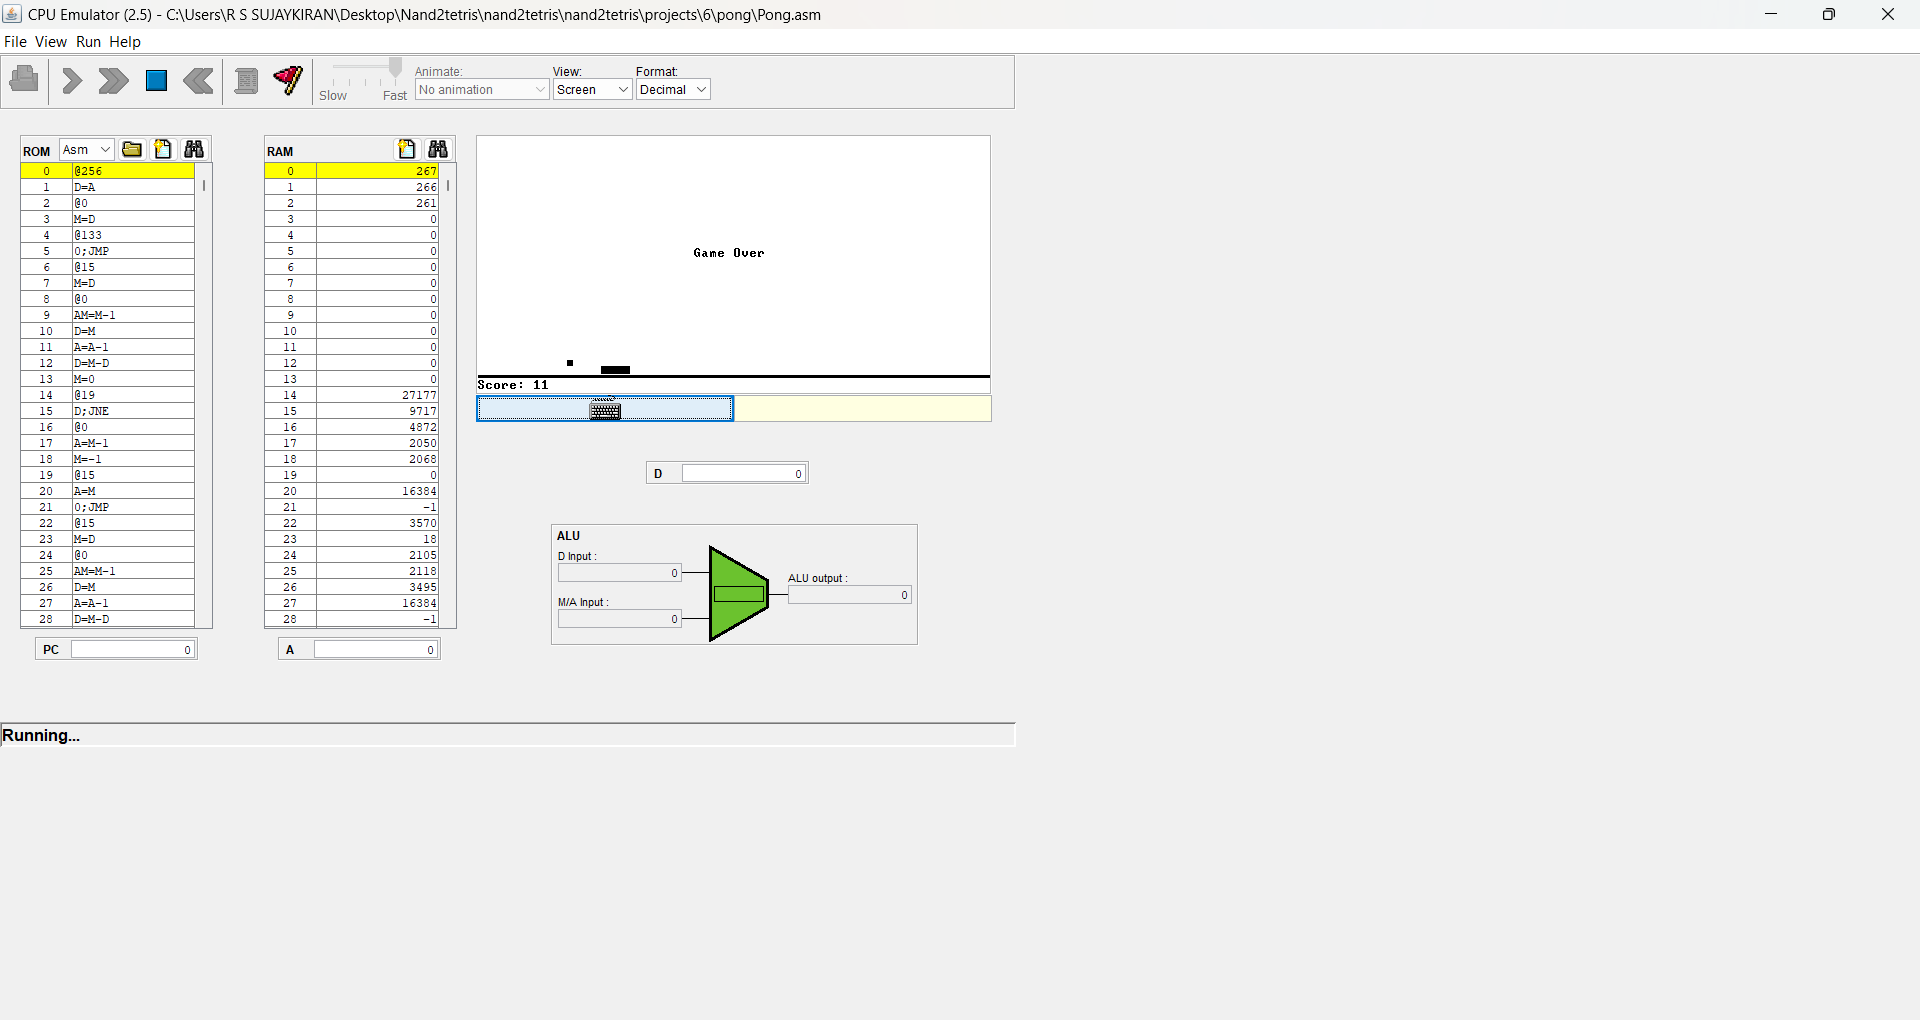 CPU Emulator (2.5) - C:\Users\R S SUJAYKIRAN\Desktop\Nand2tetris\nand2tetris\nand2tetris\projects\6\pong\Pong.asm
File View Run Help
Slow Fast
Animate:
No animation
View:
Screen
Format:
Decimal
ROM Asm
0 @256
1 D=A
2 @0
3 M=D
4 @133
5 0;JMP
6 @15
7 M=D
8 @0
9 AM=M-1
10 D=M
11 A=A-1
12 D=M-D
13 M=0
14 @19
15 D;JNE
16 @0
17 A=M-1
18 M=-1
19 @15
20 A=M
21 0;JMP
22 @15
23 M=D
24 @0
25 AM=M-1
26 D=M
27 A=A-1
28 D=M-D
PC 0
RAM
0 267
1 266
2 261
3 0
4 0
5 0
6 0
7 0
8 0
9 0
10 0
11 0
12 0
13 0
14 27177
15 9717
16 4872
17 2050
18 2068
19 0
20 16384
21 -1
22 3570
23 18
24 2105
25 2118
26 3495
27 16384
28 -1
A 0
Game Over
Score: 11
D 0
ALU
D Input :
0
M/A Input :
0
ALU output :
0
Running...